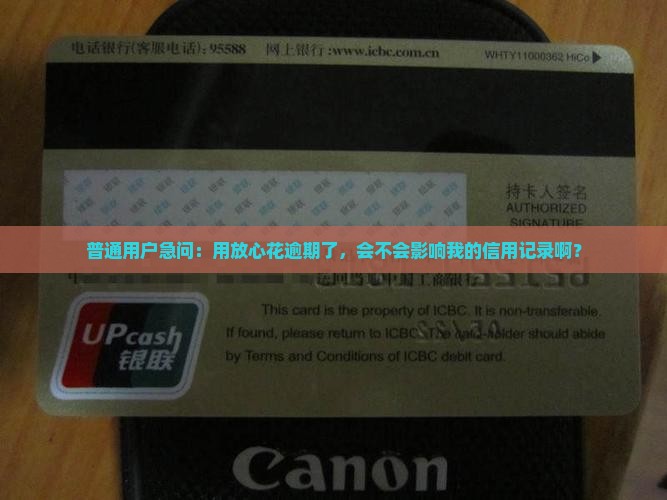 电话银行(客服电话):95588 网上银行:www.icbc.com.cn
WHTY11000362 HiCo
持卡人签名
AUTHORIZED
SIGNATURE
普通用户急问：用放心花逾期了，会不会影响我的信用记录啊？
This card is the property of ICBC. It is non-transferable.
If found, please return to ICBC. The card-holder should abide
by Terms and Conditions of ICBC debit card.
UPcash
银联
Canon